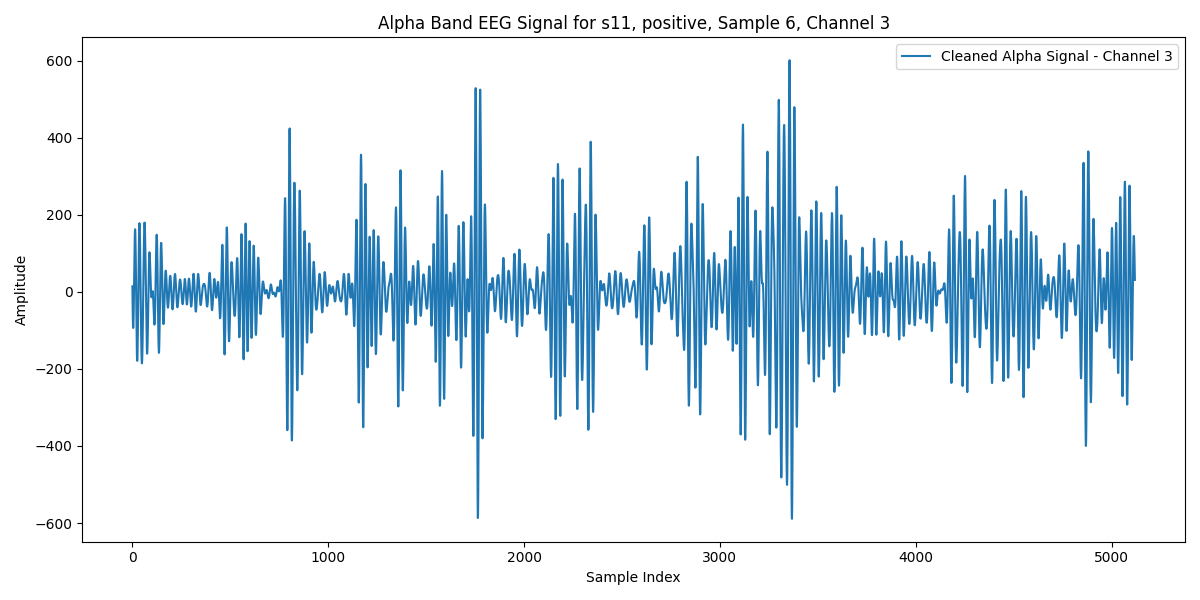 Alpha Band EEG Signal for s11, positive, Sample 6, Channel 3
Cleaned Alpha Signal - Channel 3
Amplitude
600
400
200
0
−200
−400
−600
0 1000 2000 3000 4000 5000
Sample Index